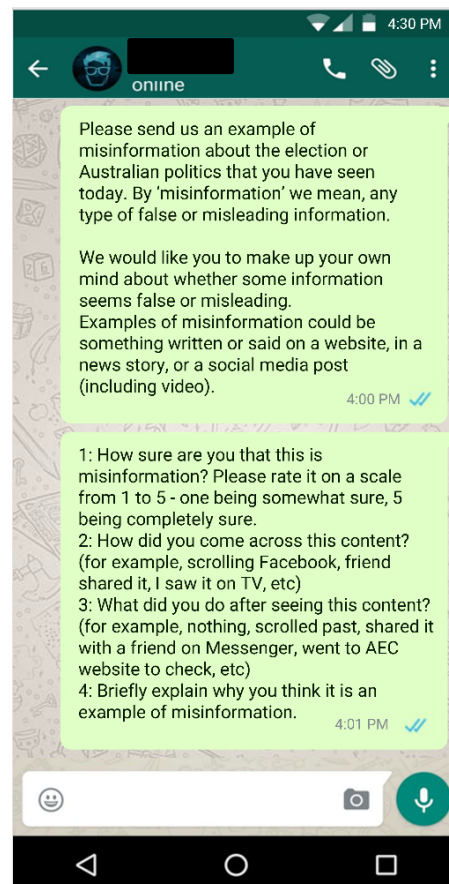 4:30 PM
online
Please send us an example of
misinformation about the election or
Australian politics that you have seen
today. By ‘misinformation’ we mean, any
type of false or misleading information.
We would like you to make up your own
mind about whether some information
seems false or misleading.
Examples of misinformation could be
something written or said on a website, in a
news story, or a social media post
(including video).
4:00 PM
1: How sure are you that this is
misinformation? Please rate it on a scale
from 1 to 5 - one being somewhat sure, 5
being completely sure.
2: How did you come across this content?
(for example, scrolling Facebook, friend
shared it, I saw it on TV, etc)
3: What did you do after seeing this content?
(for example, nothing, scrolled past, shared it
with a friend on Messenger, went to AEC
website to check, etc)
4: Briefly explain why you think it is an
example of misinformation.
4:01 PM